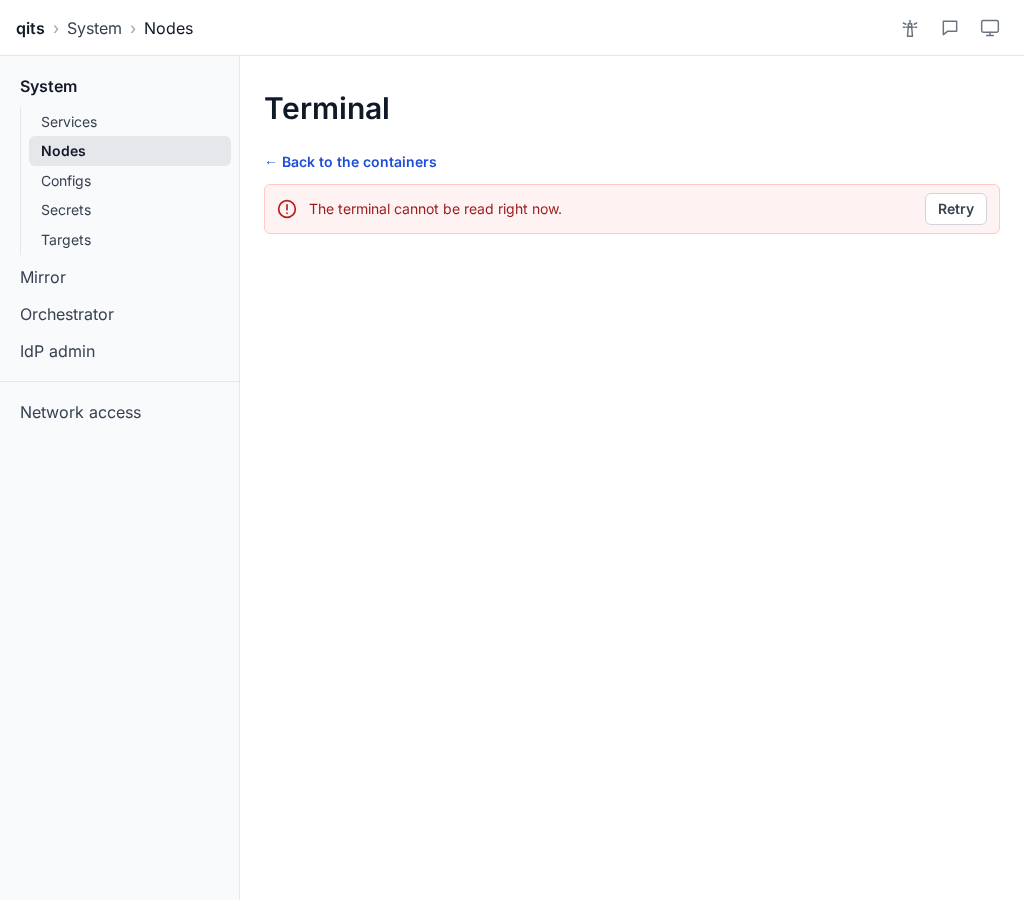 qits › System › Nodes
System
Services
Nodes
Configs
Secrets
Targets
Mirror
Orchestrator
IdP admin
Network access
Terminal
← Back to the containers
The terminal cannot be read right now.
Retry